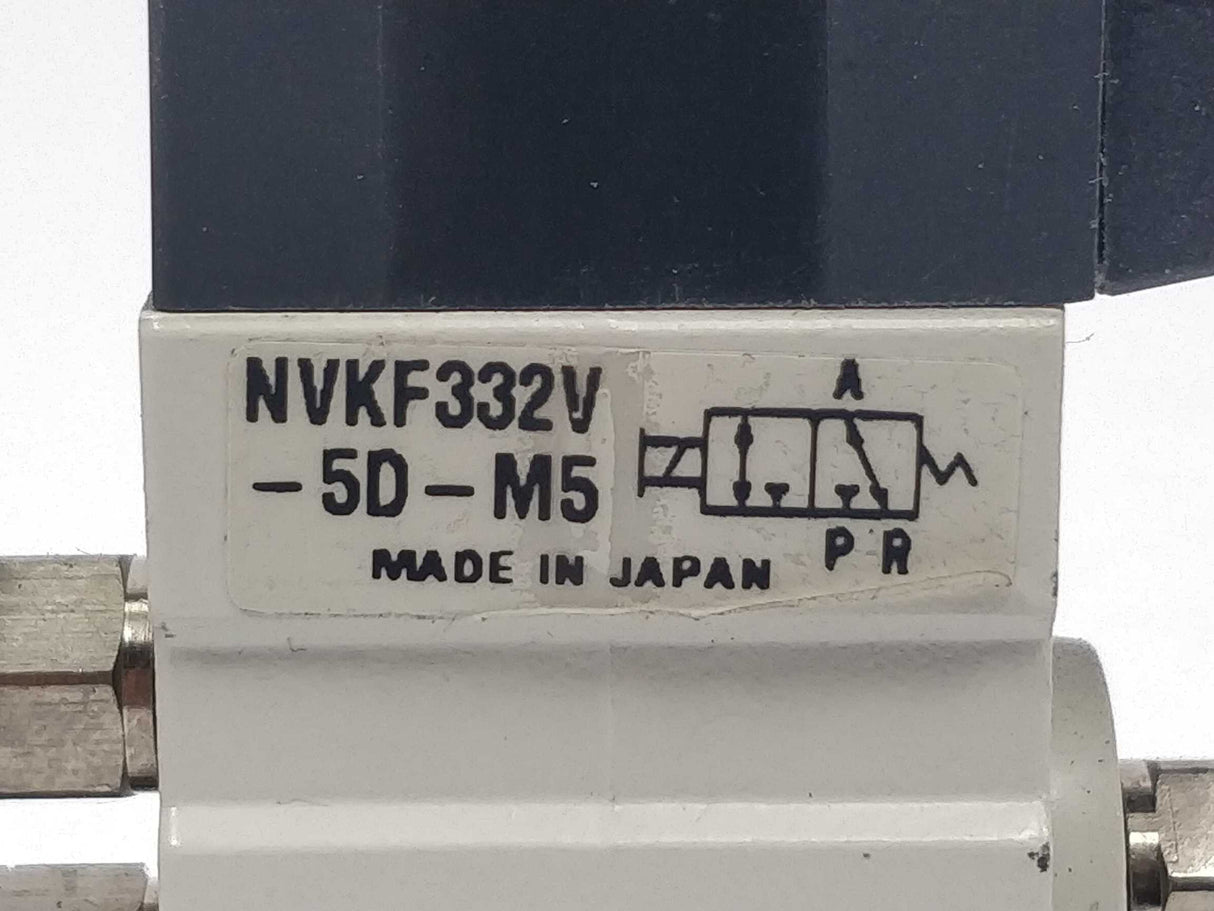 NVKF332V
-5D-M5
A
P R
MADE IN JAPAN